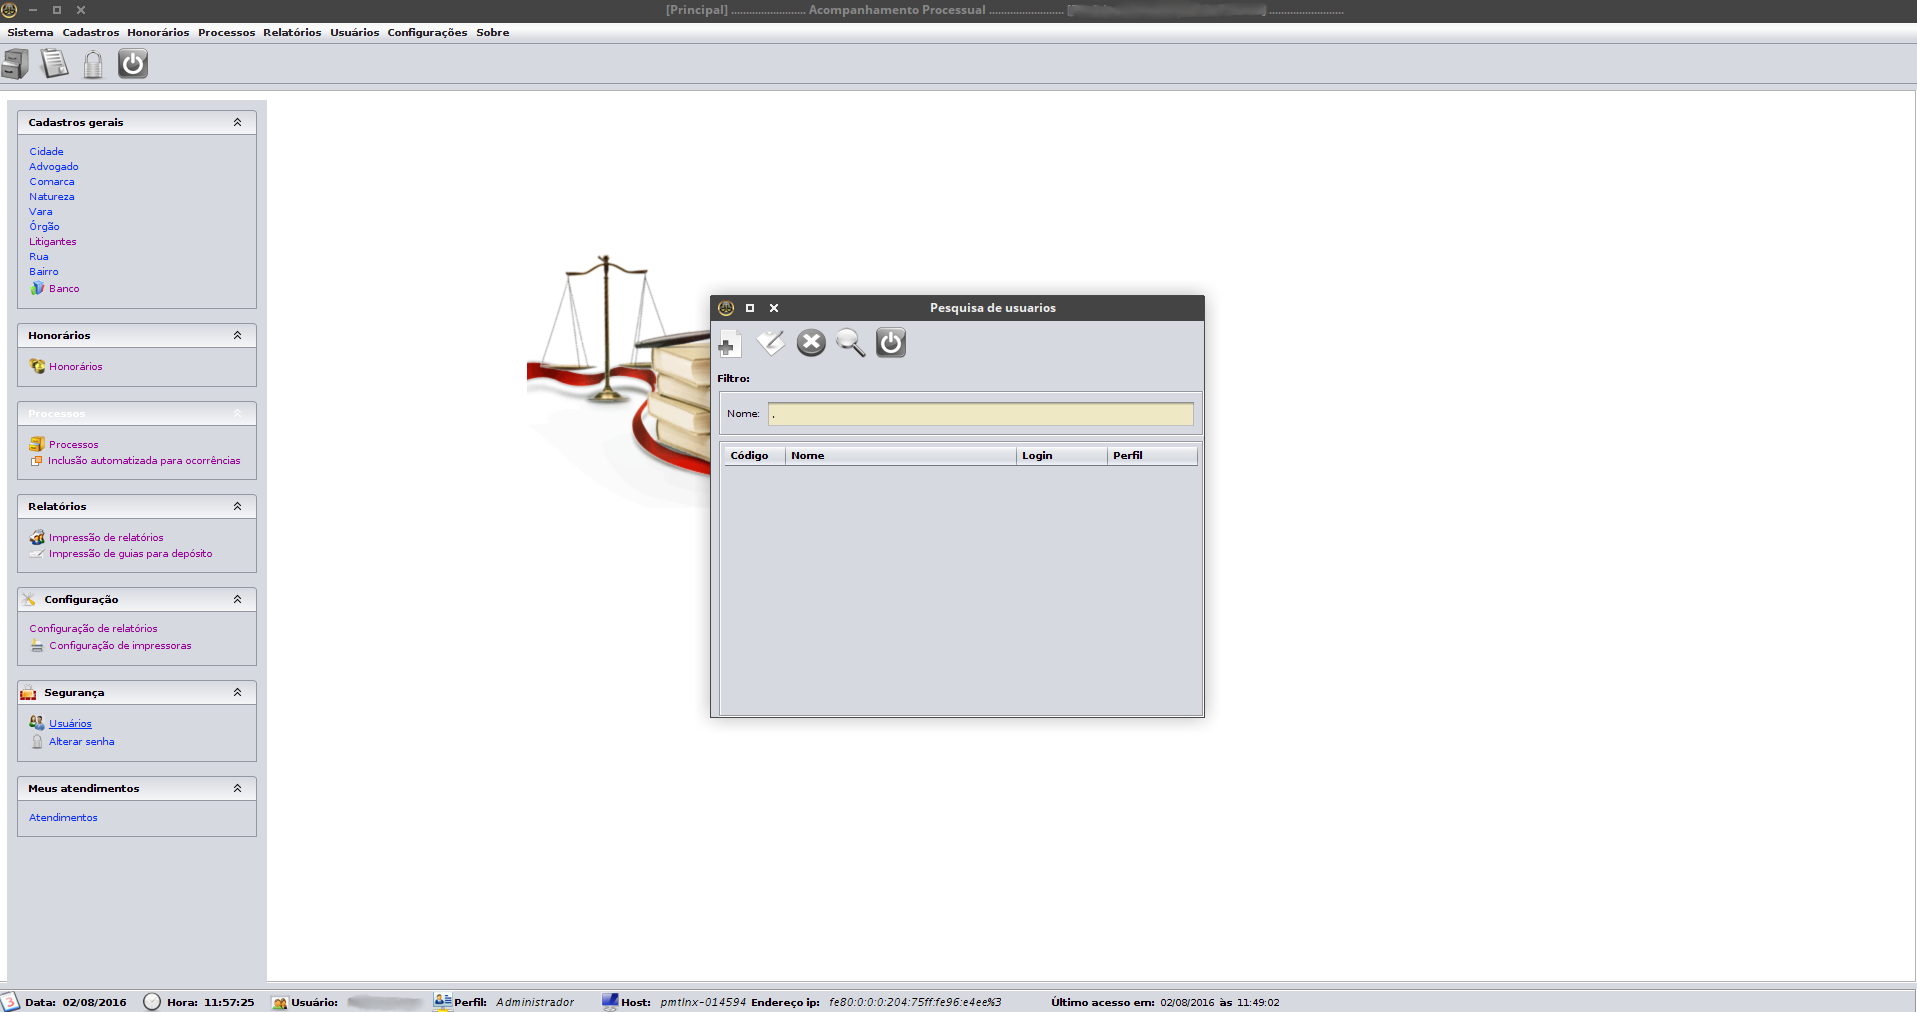 [Principal] ......................... Acompanhamento Processual ......................... [ ] .........................
Sistema Cadastros Honorários Processos Relatórios Usuários Configurações Sobre
Cadastros gerais
Cidade
Advogado
Comarca
Natureza
Vara
Órgão
Litigantes
Rua
Bairro
Banco
Honorários
Honorários
Processos
Processos
Inclusão automatizada para ocorrências
Relatórios
Impressão de relatórios
Impressão de guias para depósito
Configuração
Configuração de relatórios
Configuração de impressoras
Segurança
Usuários
Alterar senha
Meus atendimentos
Atendimentos
Pesquisa de usuarios
Filtro:
Nome: .
Código Nome Login Perfil
3 Data: 02/08/2016 Hora: 11:57:25 Usuário: Perfil: Administrador Host: pmtlnx-014594 Endereço ip: fe80:0:0:0:204:75ff:fe96:e4ee%3 Último acesso em: 02/08/2016 às 11:49:02